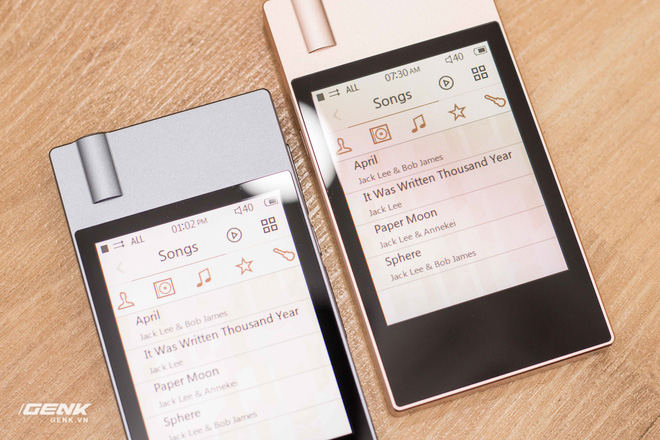 ALL 01:02 PM 40
Songs
April
Jack Lee & Bob James
It Was Written Thousand Year
Jack Lee
Paper Moon
Jack Lee & Annekei
Sphere
Jack Lee & Bob James
ALL 07:30 AM 40
Songs
April
Jack Lee & Bob James
It Was Written Thousand Year
Jack Lee
Paper Moon
Jack Lee & Annekei
Sphere
Jack Lee & Bob James
GENK
GENK.VN